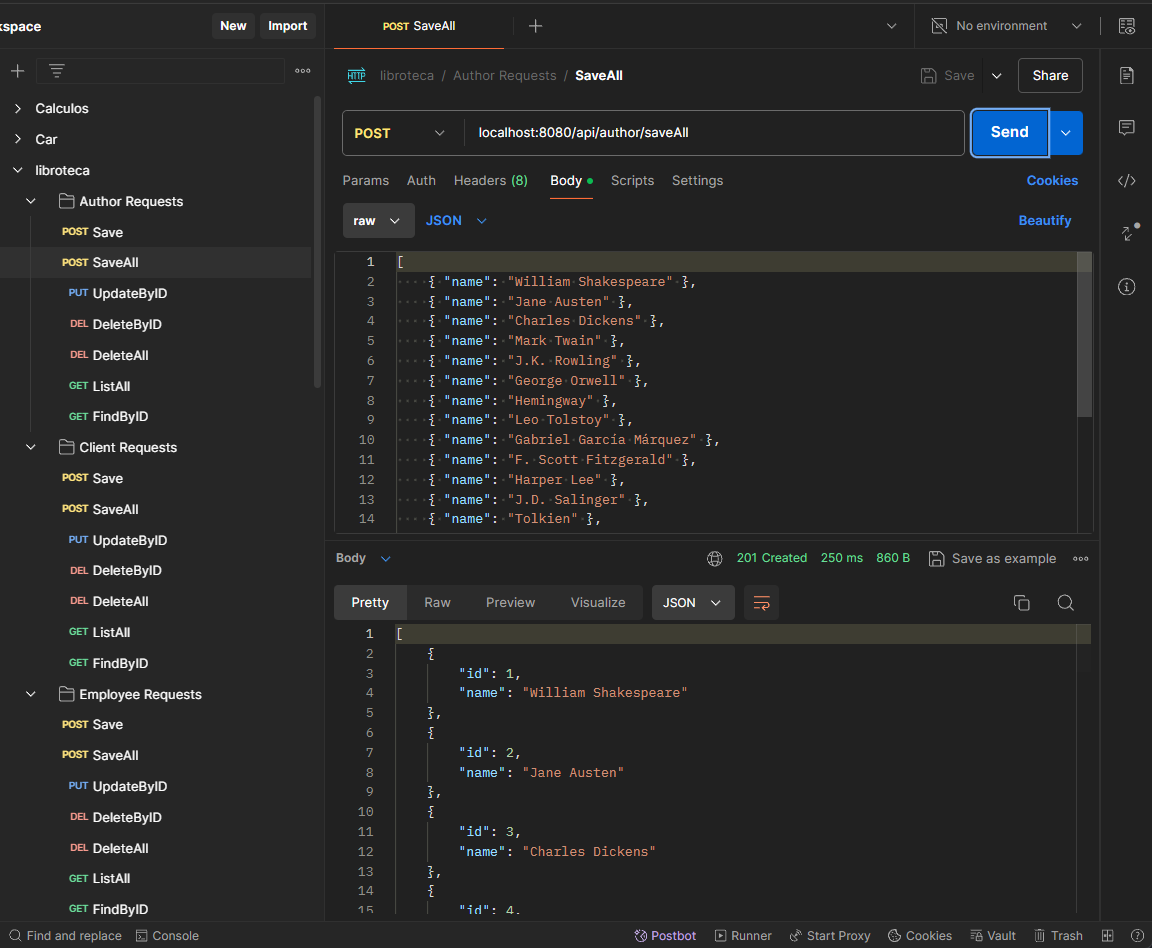 kspace
New Import
Calculos
Car
libroteca
Author Requests
POST Save
POST SaveAll
PUT UpdateByID
DEL DeleteByID
DEL DeleteAll
GET ListAll
GET FindByID
Client Requests
POST Save
POST SaveAll
PUT UpdateByID
DEL DeleteByID
DEL DeleteAll
GET ListAll
GET FindByID
Employee Requests
POST Save
POST SaveAll
PUT UpdateByID
DEL DeleteByID
DEL DeleteAll
GET ListAll
GET FindByID
POST SaveAll
No environment
HTTP libroteca / Author Requests / SaveAll
Save
Share
POST localhost:8080/api/author/saveAll
Send
Params Auth Headers (8) Body Scripts Settings
Cookies
raw JSON
Beautify
1 [
2 { "name": "William Shakespeare" },
3 { "name": "Jane Austen" },
4 { "name": "Charles Dickens" },
5 { "name": "Mark Twain" },
6 { "name": "J.K. Rowling" },
7 { "name": "George Orwell" },
8 { "name": "Hemingway" },
9 { "name": "Leo Tolstoy" },
10 { "name": "Gabriel García Márquez" },
11 { "name": "F. Scott Fitzgerald" },
12 { "name": "Harper Lee" },
13 { "name": "J.D. Salinger" },
14 { "name": "Tolkien" },
Body
201 Created 250 ms 860 B Save as example
Pretty Raw Preview Visualize JSON
1 [
2 {
3 "id": 1,
4 "name": "William Shakespeare"
5 },
6 {
7 "id": 2,
8 "name": "Jane Austen"
9 },
10 {
11 "id": 3,
12 "name": "Charles Dickens"
13 },
14 {
15 "id": 4,
Find and replace Console
Postbot Runner Start Proxy Cookies Vault Trash